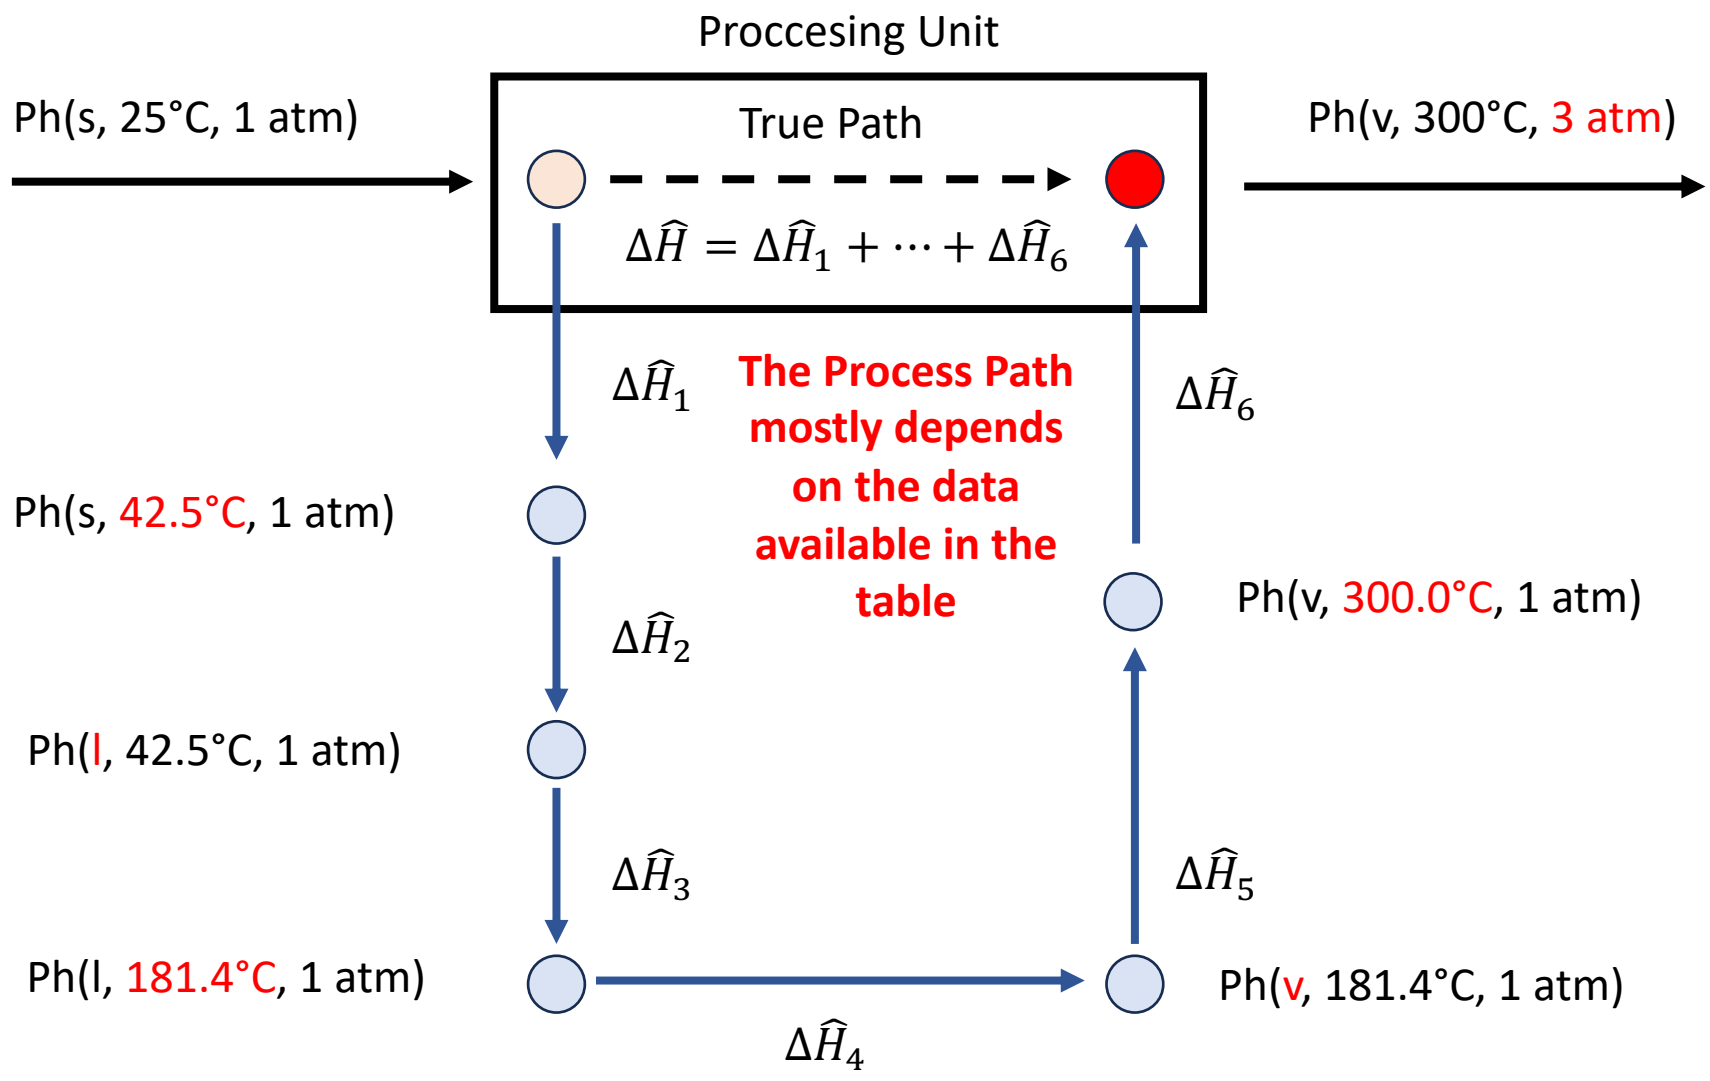 Proccesing Unit
Ph(s, 25°C, 1 atm)
True Path
Ph(v, 300°C, 3 atm)
ΔĤ = ΔĤ₁ + ⋯ + ΔĤ₆
ΔĤ₁
The Process Path
mostly depends
on the data
available in the
table
ΔĤ₆
Ph(s, 42.5°C, 1 atm)
ΔĤ₂
Ph(v, 300.0°C, 1 atm)
Ph(l, 42.5°C, 1 atm)
ΔĤ₃
ΔĤ₅
Ph(l, 181.4°C, 1 atm)
Ph(v, 181.4°C, 1 atm)
ΔĤ₄